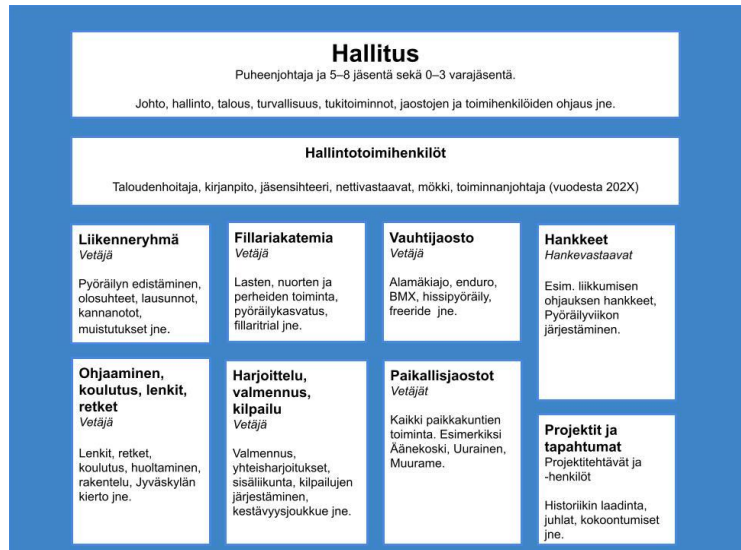 Hallitus
Puheenjohtaja ja 5–8 jäsentä sekä 0–3 varajäsentä.
Johto, hallinto, talous, turvallisuus, tukitoiminnot, jaostojen ja toimihenkilöiden ohjaus jne.
Hallintotoimihenkilöt
Taloudenhoitaja, kirjanpito, jäsensihteeri, nettivastaavat, mökki, toiminnanjohtaja (vuodesta 202X)
Liikenneryhmä
Vetäjä
Pyöräilyn edistäminen,
olosuhteet, lausunnot,
kannanotot,
muistutukset jne.
Fillariakatemia
Vetäjä
Lasten, nuorten ja
perheiden toiminta,
pyöräilykasvatus,
fillaritrial jne.
Vauhtijaosto
Vetäjä
Alamäkiajo, enduro,
BMX, hissipyöräily,
freeride jne.
Hankkeet
Hankevastaavat
Esim. liikkumisen
ohjauksen hankkeet,
Pyöräilyviikon
järjestäminen.
Ohjaaminen,
koulutus, lenkit,
retket
Vetäjä
Lenkit, retket,
koulutus, huoltaminen,
rakentelu, Jyväskylän
kierto jne.
Harjoittelu,
valmennus,
kilpailu
Vetäjä
Valmennus,
yhteisharjoitukset,
sisäliikunta, kilpailujen
järjestäminen,
kestävyysjoukkue jne.
Paikallisjaostot
Vetäjät
Kaikki paikkakuntien
toiminta. Esimerkiksi
Äänekoski, Uurainen,
Muurame.
Projektit ja
tapahtumat
Projektitehtävät ja
-henkilöt
Historiikin laadinta,
juhlat, kokoontumiset
jne.